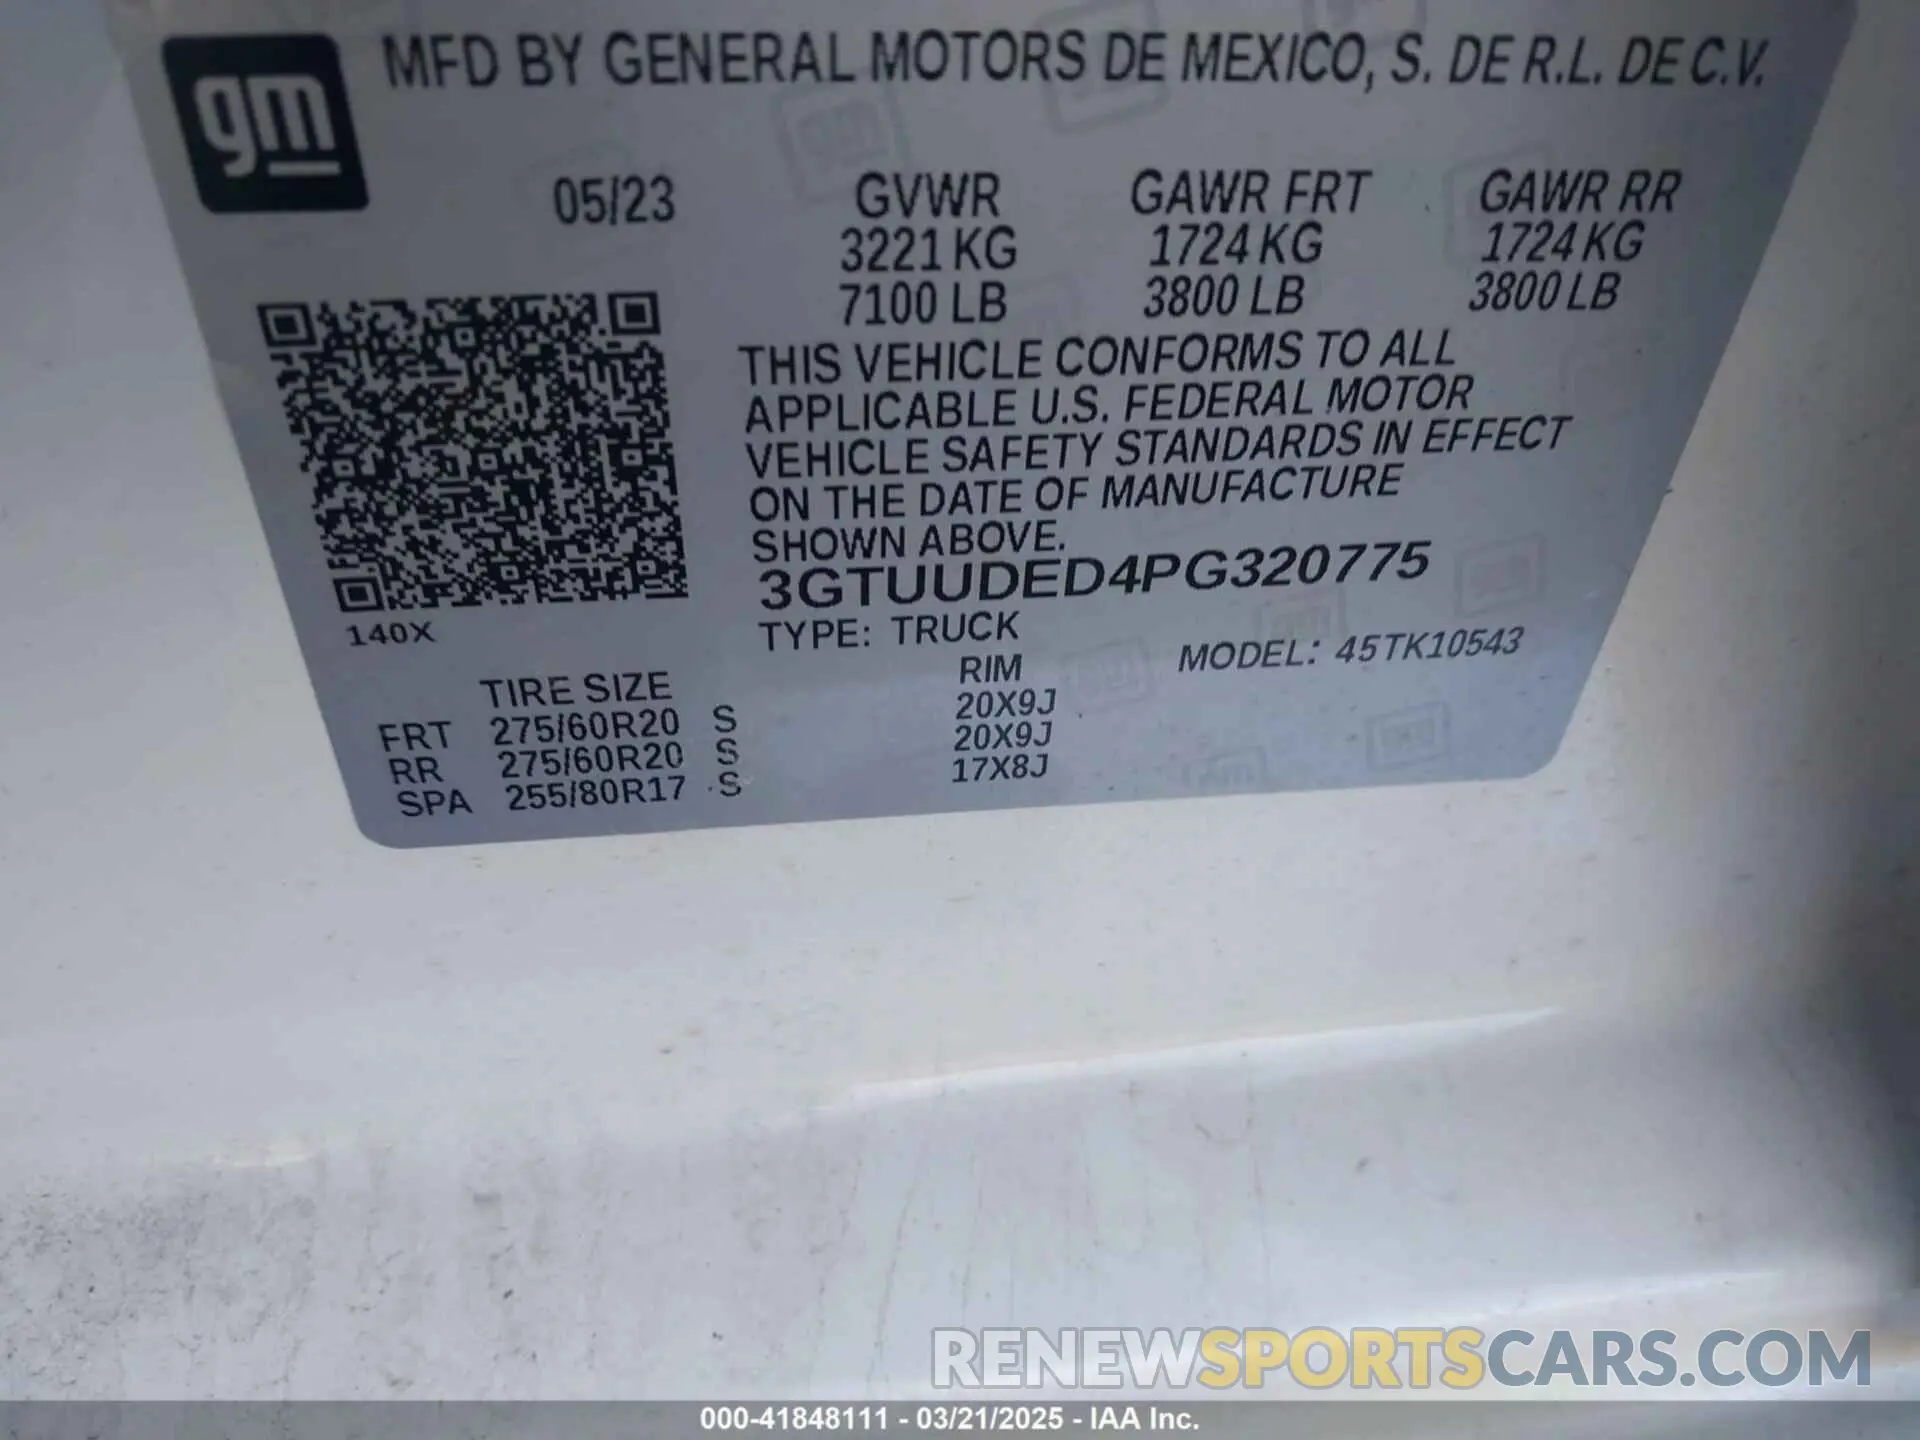 gm
MFD BY GENERAL MOTORS DE MEXICO, S. DE R.L. DE C.V.
05/23 GVWR GAWR FRT GAWR RR
3221 KG 1724 KG 1724 KG
7100 LB 3800 LB 3800 LB
THIS VEHICLE CONFORMS TO ALL
APPLICABLE U.S. FEDERAL MOTOR
VEHICLE SAFETY STANDARDS IN EFFECT
ON THE DATE OF MANUFACTURE
SHOWN ABOVE.
3GTUUDED4PG320775
140X
TYPE: TRUCK MODEL: 45TK10543
TIRE SIZE RIM
FRT 275/60R20 S 20X9J
RR 275/60R20 S 20X9J
SPA 255/80R17 S 17X8J
RENEWSPORTSCARS.COM
000-41848111 - 03/21/2025 - IAA Inc.